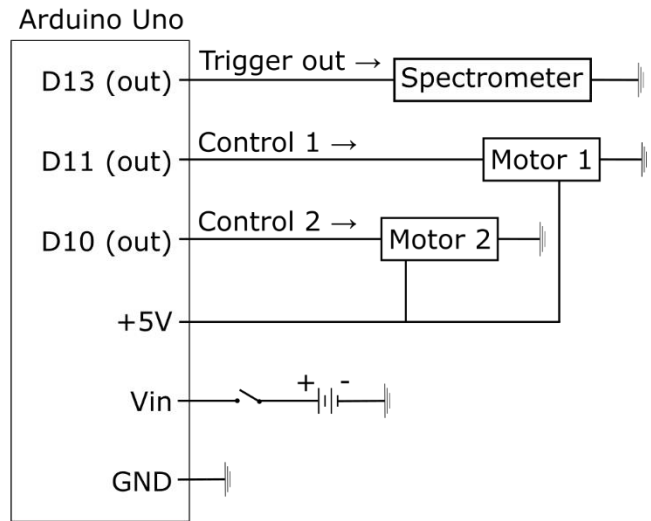 Arduino Uno
D13 (out)
Trigger out →
Spectrometer
D11 (out)
Control 1 →
Motor 1
D10 (out)
Control 2 →
Motor 2
+5V
Vin
+ -
GND